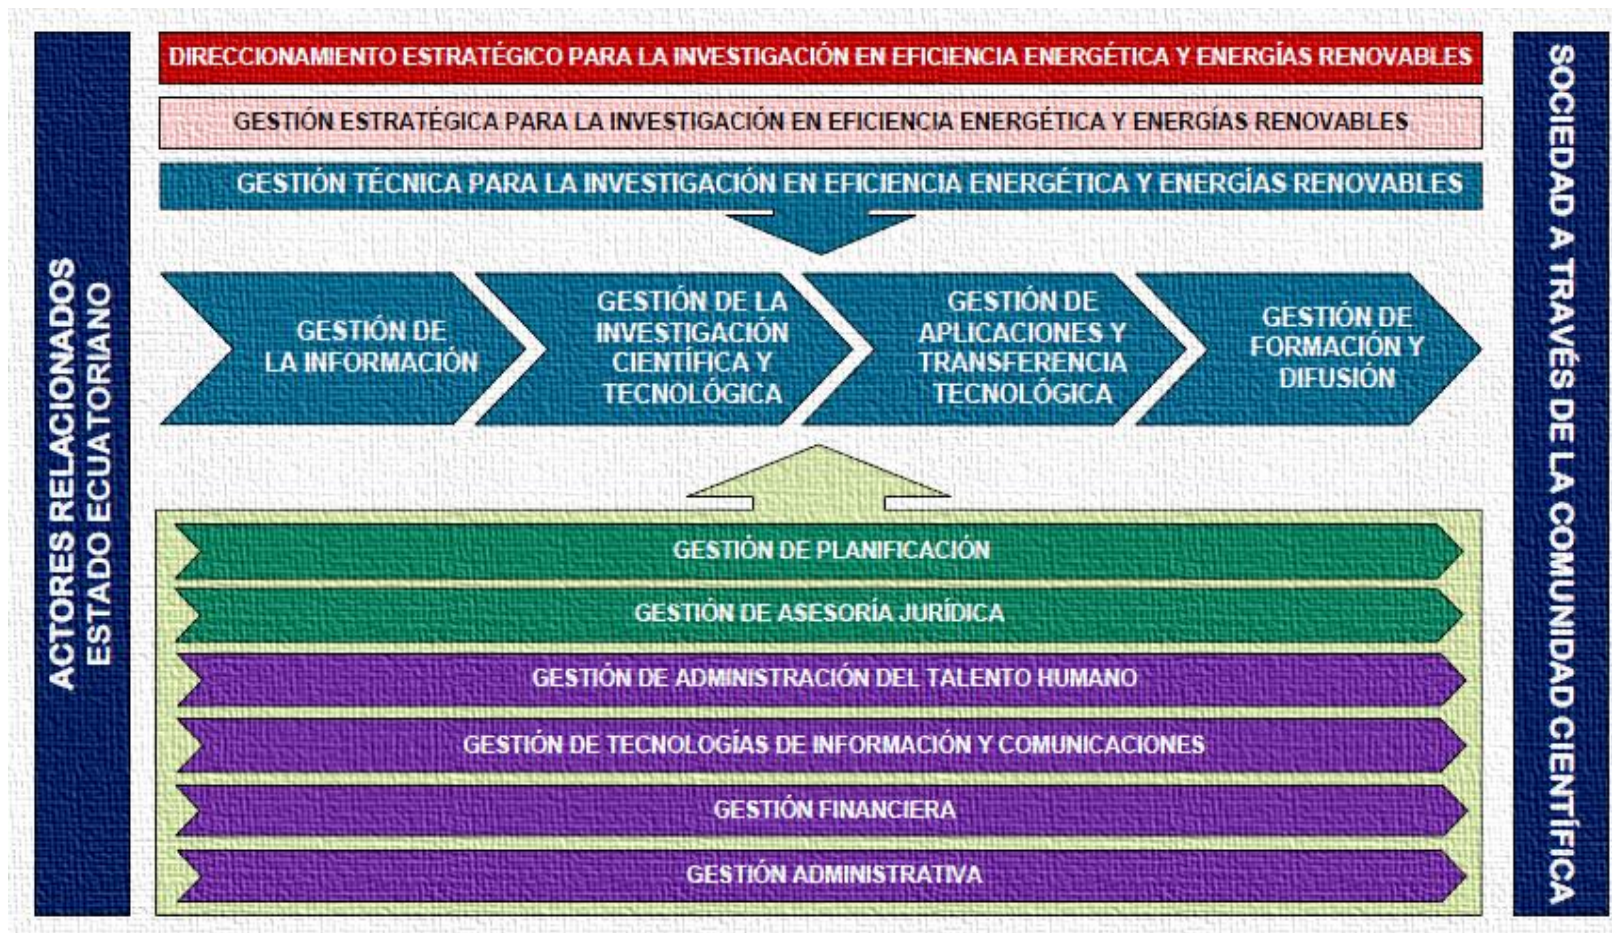 ACTORES RELACIONADOS
ESTADO ECUATORIANO
DIRECCIONAMIENTO ESTRATÉGICO PARA LA INVESTIGACIÓN EN EFICIENCIA ENERGÉTICA Y ENERGÍAS RENOVABLES
GESTIÓN ESTRATÉGICA PARA LA INVESTIGACIÓN EN EFICIENCIA ENERGÉTICA Y ENERGÍAS RENOVABLES
GESTIÓN TÉCNICA PARA LA INVESTIGACIÓN EN EFICIENCIA ENERGÉTICA Y ENERGÍAS RENOVABLES
GESTIÓN DE
LA INFORMACIÓN
GESTIÓN DE LA
INVESTIGACIÓN
CIENTÍFICA Y
TECNOLÓGICA
GESTIÓN DE
APLICACIONES Y
TRANSFERENCIA
TECNOLÓGICA
GESTIÓN DE
FORMACIÓN Y
DIFUSIÓN
GESTIÓN DE PLANIFICACIÓN
GESTIÓN DE ASESORÍA JURÍDICA
GESTIÓN DE ADMINISTRACIÓN DEL TALENTO HUMANO
GESTIÓN DE TECNOLOGÍAS DE INFORMACIÓN Y COMUNICACIONES
GESTIÓN FINANCIERA
GESTIÓN ADMINISTRATIVA
SOCIEDAD A TRAVÉS DE LA COMUNIDAD CIENTÍFICA